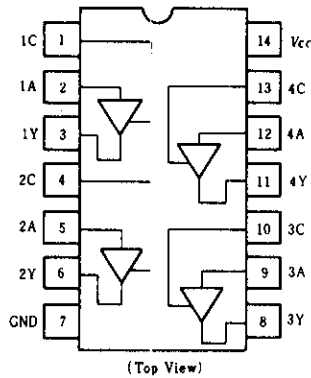 1C 1 14 Vcc
1A 2 13 4C
1Y 3 12 4A
2C 4 11 4Y
2A 5 10 3C
2Y 6 9 3A
GND 7 8 3Y
(Top View)